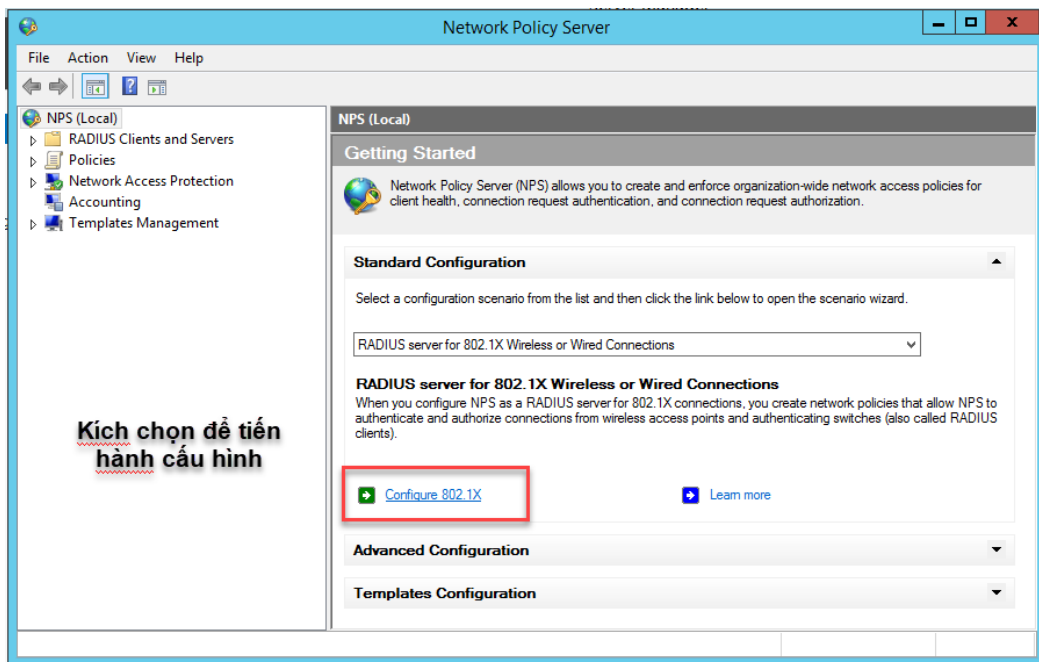 Network Policy Server
File Action View Help
NPS (Local)
RADIUS Clients and Servers
Policies
Network Access Protection
Accounting
Templates Management
Kích chọn để tiến
hành cấu hình
NPS (Local)
Getting Started
Network Policy Server (NPS) allows you to create and enforce organization-wide network access policies for
client health, connection request authentication, and connection request authorization.
Standard Configuration
Select a configuration scenario from the list and then click the link below to open the scenario wizard.
RADIUS server for 802.1X Wireless or Wired Connections
RADIUS server for 802.1X Wireless or Wired Connections
When you configure NPS as a RADIUS server for 802.1X connections, you create network policies that allow NPS to
authenticate and authorize connections from wireless access points and authenticating switches (also called RADIUS
clients).
Configure 802.1X
Learn more
Advanced Configuration
Templates Configuration